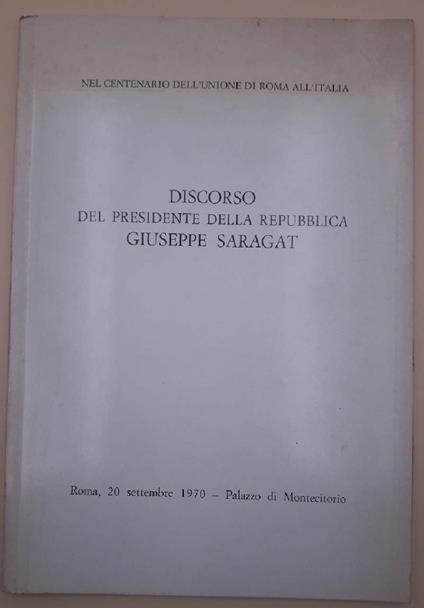 NEL CENTENARIO DELL'UNIONE DI ROMA ALL'ITALIA
DISCORSO
DEL PRESIDENTE DELLA REPUBBLICA
GIUSEPPE SARAGAT
Roma, 20 settembre 1970 – Palazzo di Montecitorio